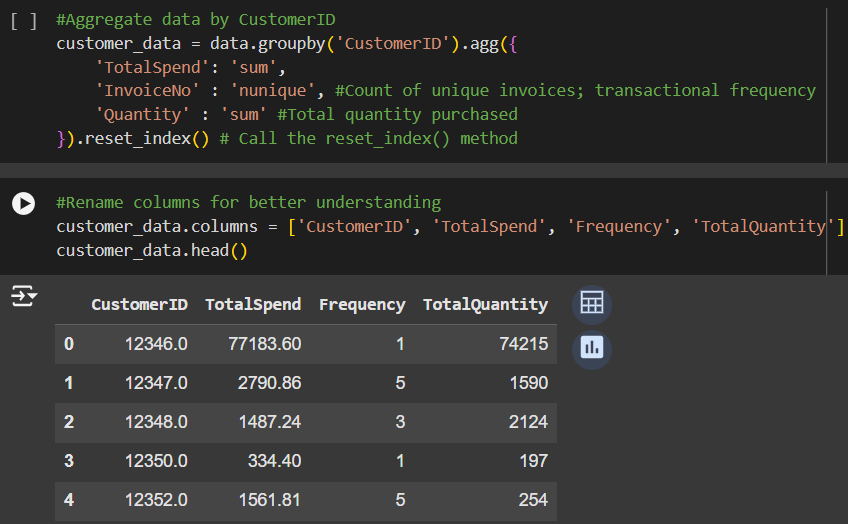 [ ] #Aggregate data by CustomerID
customer_data = data.groupby('CustomerID').agg({
    'TotalSpend': 'sum',
    'InvoiceNo' : 'nunique', #Count of unique invoices; transactional frequency
    'Quantity' : 'sum' #Total quantity purchased
}).reset_index() # Call the reset_index() method
#Rename columns for better understanding
customer_data.columns = ['CustomerID', 'TotalSpend', 'Frequency', 'TotalQuantity']
customer_data.head()
CustomerID TotalSpend Frequency TotalQuantity
0 12346.0 77183.60 1 74215
1 12347.0 2790.86 5 1590
2 12348.0 1487.24 3 2124
3 12350.0 334.40 1 197
4 12352.0 1561.81 5 254